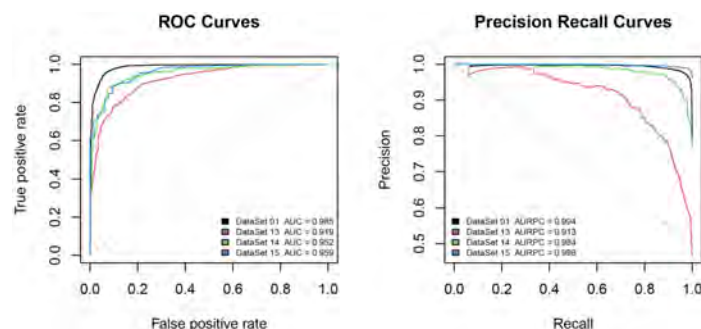 ROC Curves
True positive rate
1.0
0.8
0.6
0.4
0.2
0.0
DataSet 01 AUC = 0.985
DataSet 13 AUC = 0.919
DataSet 14 AUC = 0.952
DataSet 15 AUC = 0.959
0.0 0.2 0.4 0.6 0.8 1.0
False positive rate
Precision Recall Curves
Precision
1.0
0.9
0.8
0.7
0.6
0.5
DataSet 01 AURPC = 0.994
DataSet 13 AURPC = 0.913
DataSet 14 AURPC = 0.984
DataSet 15 AURPC =
0.0 0.2 0.4 0.6 0.8 1.0
Recall